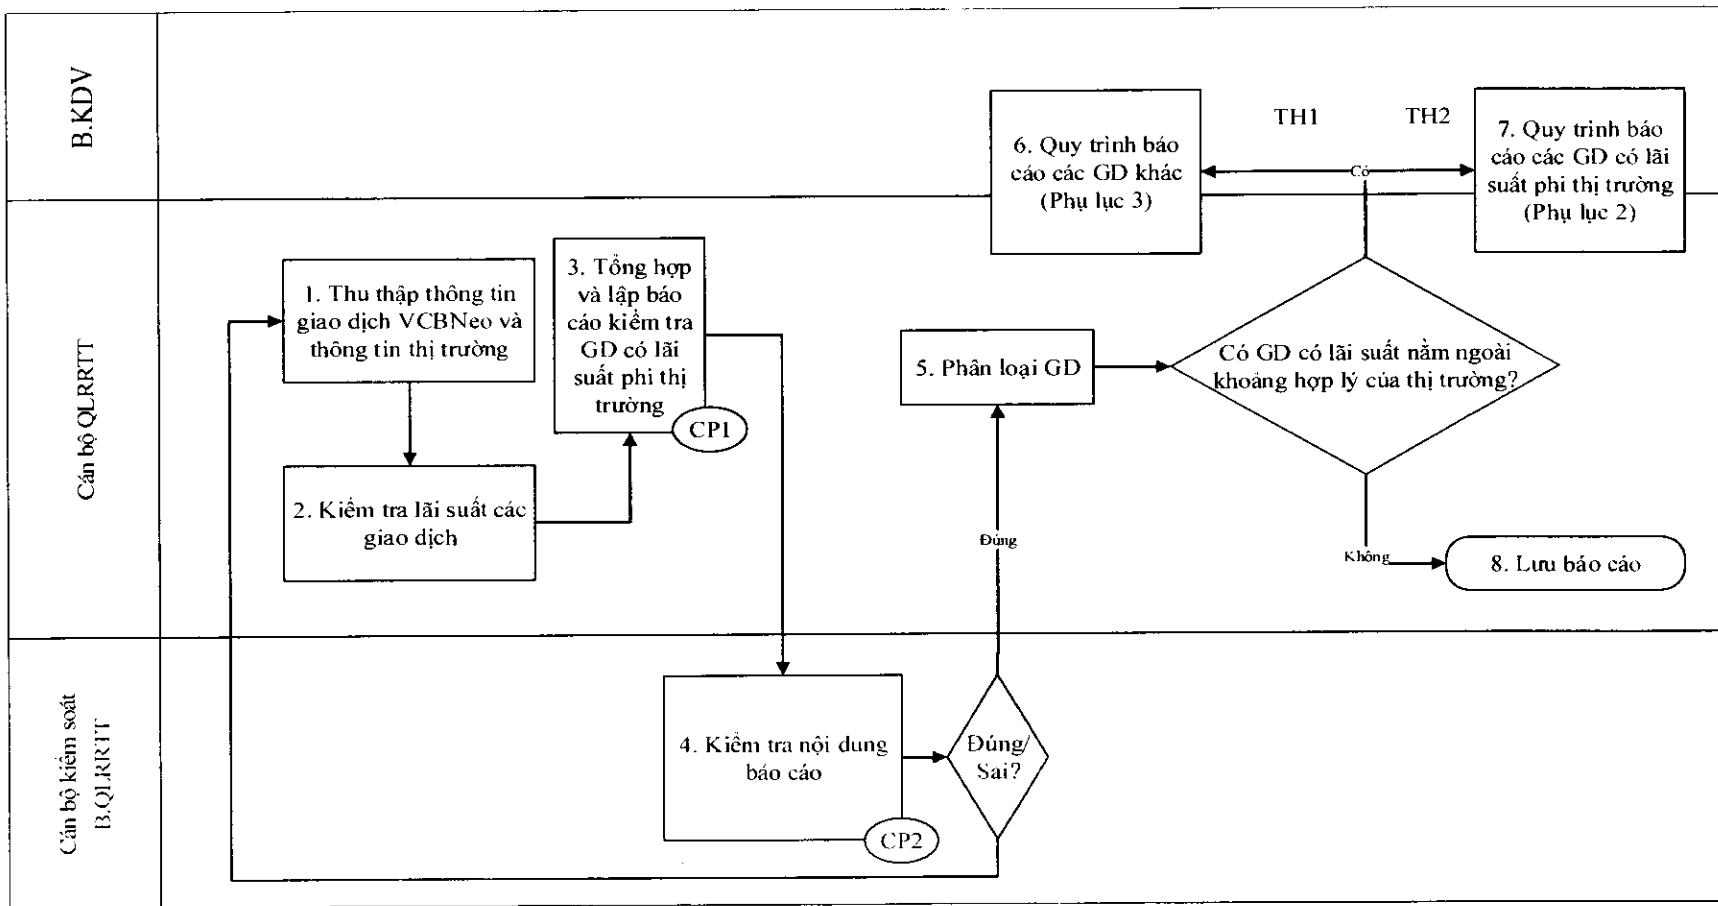 B.KDV
6. Quy trình báo
cáo các GD khác
(Phụ lục 3)
TH1
TH2
Có
7. Quy trình báo
cáo các GD có lãi
suất phi thị trường
(Phụ lục 2)
Cán bộ QLRRTT
1. Thu thập thông tin
giao dịch VCBNeo và
thông tin thị trường
2. Kiểm tra lãi suất các
giao dịch
3. Tổng hợp
và lập báo
cáo kiểm tra
GD có lãi
suất phi thị
trường
CP1
5. Phân loại GD
Có GD có lãi suất nằm ngoài
khoảng hợp lý của thị trường?
Đúng
Không
8. Lưu báo cáo
Cán bộ kiểm soát
B.QLRRTT
4. Kiểm tra nội dung
báo cáo
CP2
Đúng/
Sai?